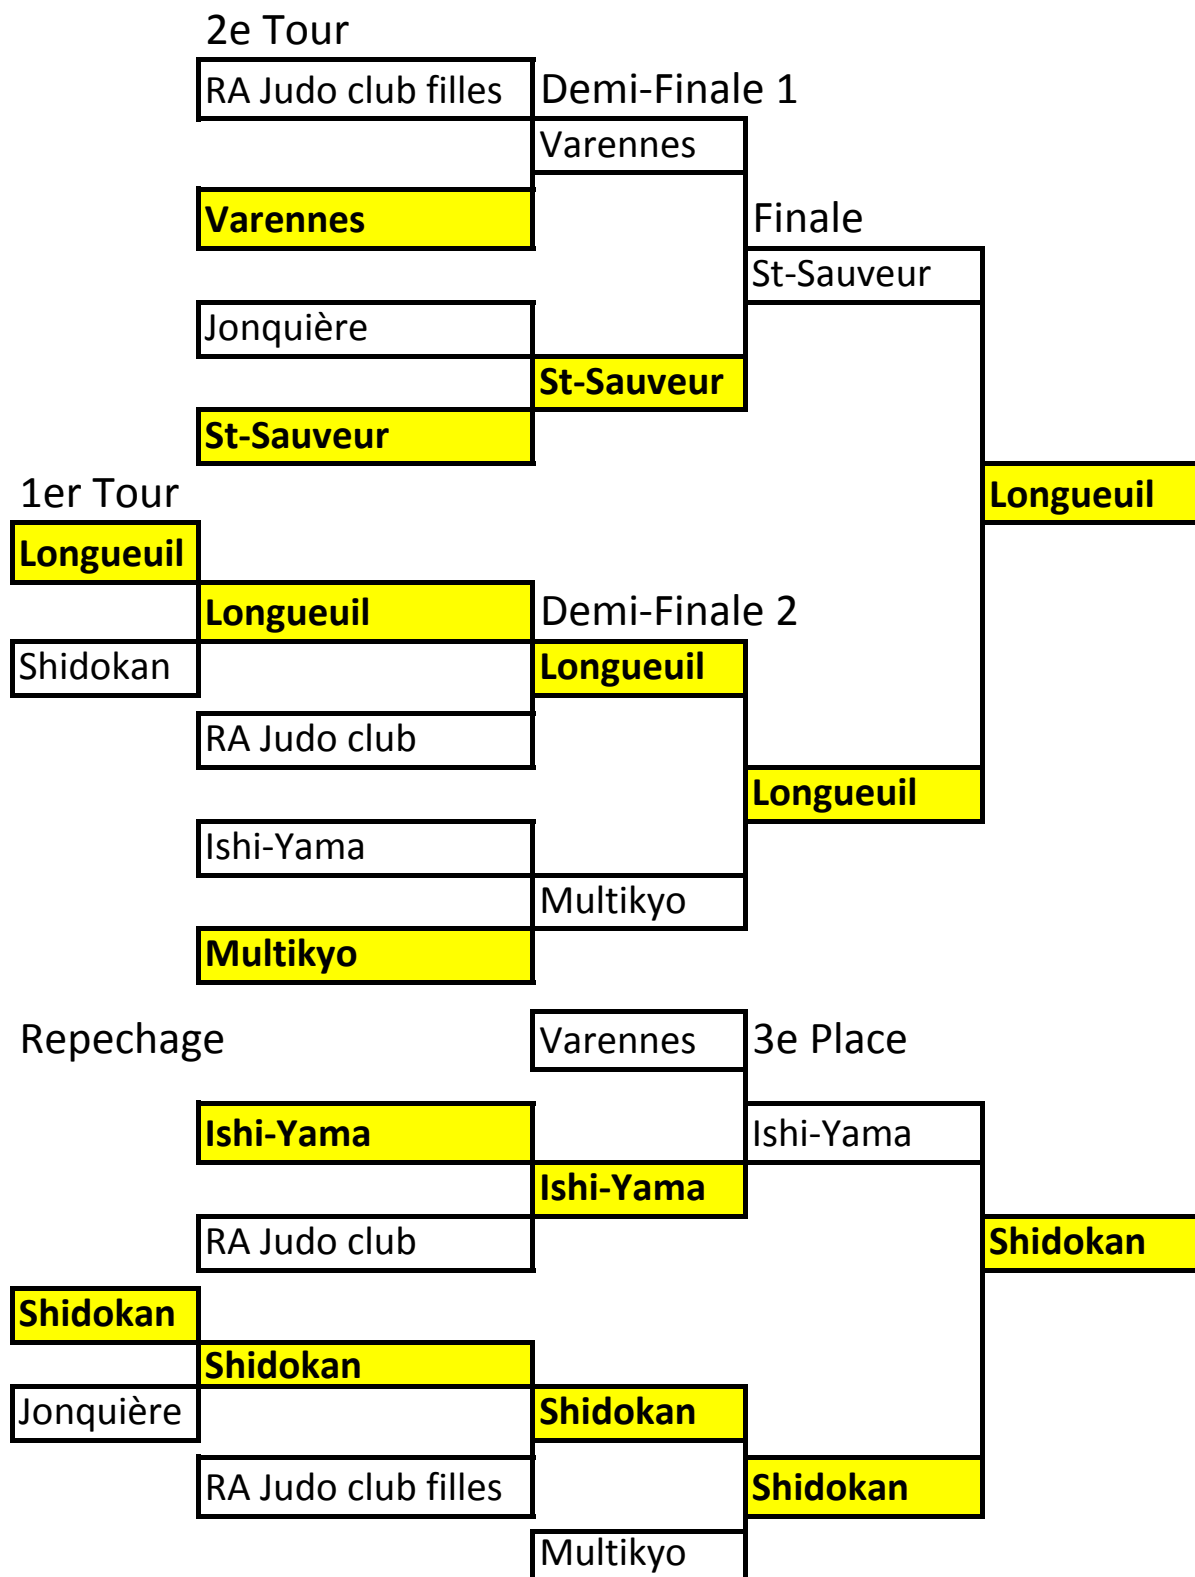 2e Tour
RA Judo club filles
Demi-Finale 1
Varennes
Varennes
Finale
St-Sauveur
Jonquière
St-Sauveur
St-Sauveur
1er Tour
Longueuil
Longueuil
Longueuil
Demi-Finale 2
Shidokan
Longueuil
RA Judo club
Longueuil
Ishi-Yama
Multikyo
Multikyo
Repechage
Varennes
3e Place
Ishi-Yama
Ishi-Yama
Ishi-Yama
RA Judo club
Shidokan
Shidokan
Shidokan
Jonquière
Shidokan
RA Judo club filles
Shidokan
Multikyo